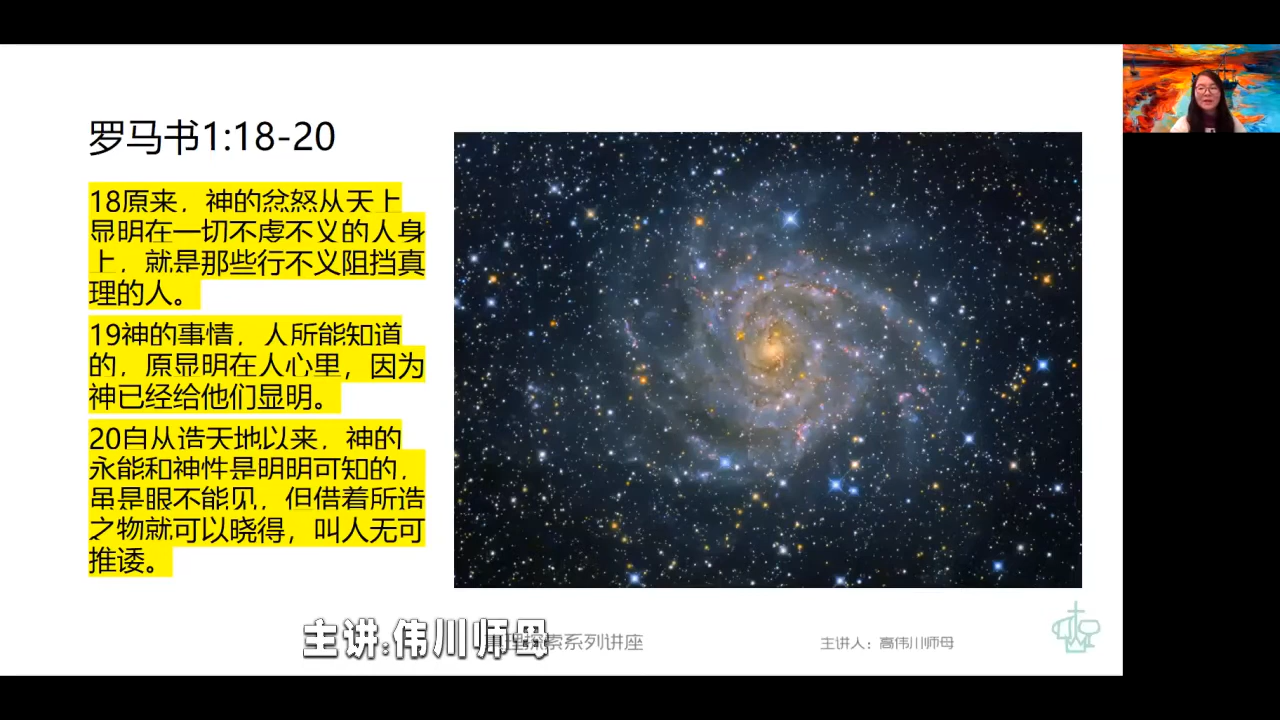 罗马书1:18-20
18原来，神的忿怒从天上
显明在一切不虔不义的人身
上，就是那些行不义阻挡真
理的人。
19神的事情，人所能知道
的，原显明在人心里，因为
神已经给他们显明。
20自从造天地以来，神的
永能和神性是明明可知的，
虽是眼不能见，但借着所造
之物就可以晓得，叫人无可
推诿。
主讲:伟川师母
真理探索系列讲座
主讲人：高伟川师母